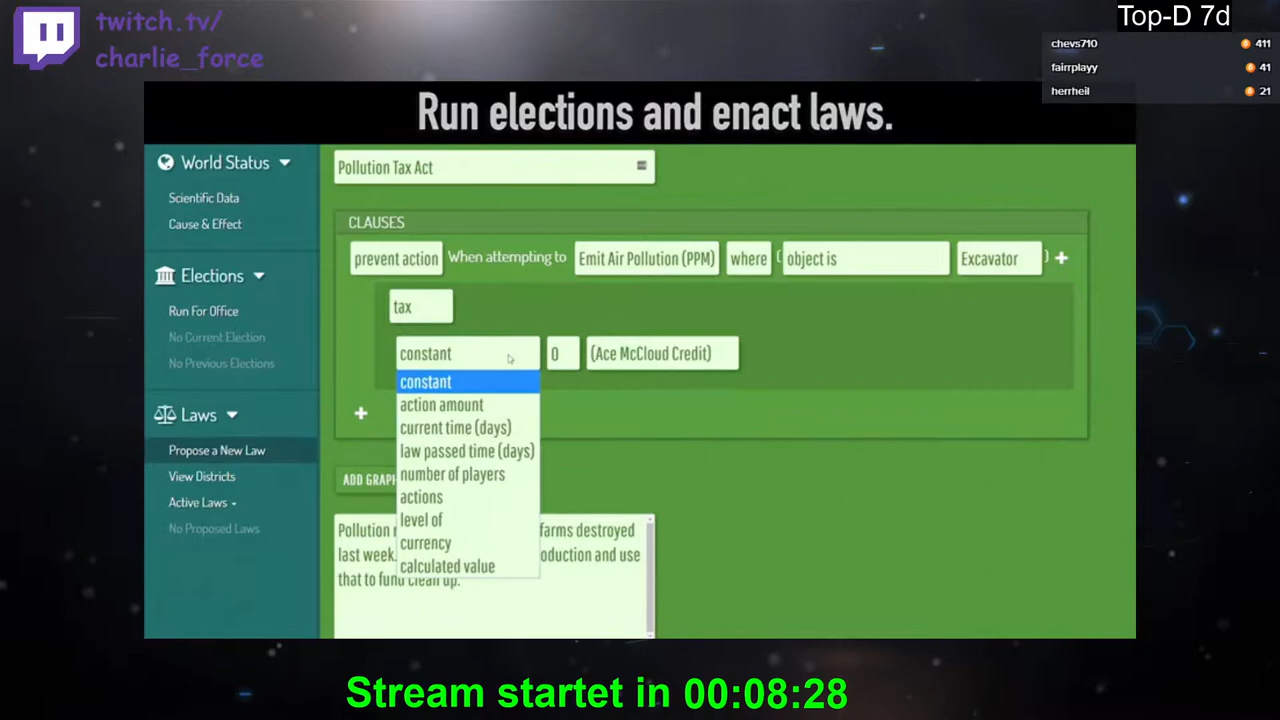 twitch.tv/
charlie_force
Top-D 7d
chevs710 411
fairrplayy 41
herrheil 21
Run elections and enact laws.
World Status
Scientific Data
Cause & Effect
Elections
Run For Office
No Current Election
No Previous Elections
Laws
Propose a New Law
View Districts
Active Laws
No Proposed Laws
Pollution Tax Act
CLAUSES
prevent action When attempting to Emit Air Pollution (PPM) where ( object is Excavator ) +
tax
constant 0 (Ace McCloud Credit)
constant
action amount
current time (days)
law passed time (days)
number of players
actions
level of
currency
calculated value
+
ADD GRAPH
Pollution farms destroyed
last week. oduction and use
that to fund clean up.
Stream startet in 00:08:28